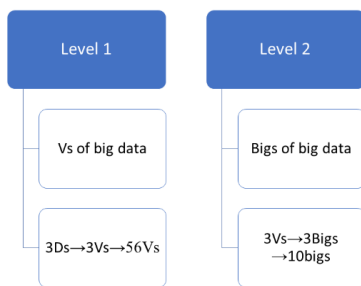 Level 1
Vs of big data
3Ds→3Vs→56Vs
Level 2
Bigs of big data
3Vs→3Bigs
→10bigs